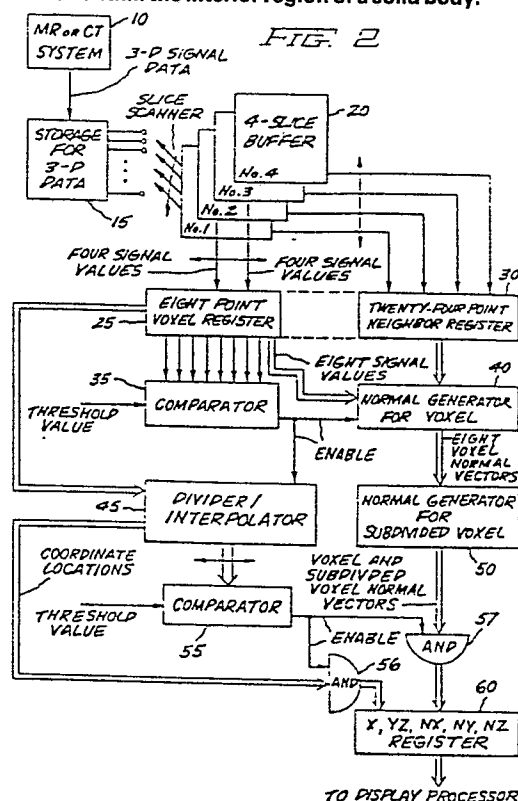 the interior region of a solid body.
FIG. 2
10
MR OR CT
SYSTEM
3-D SIGNAL
DATA
SLICE
SCANNER
4-SLICE
BUFFER
20
STORAGE
FOR
3-D
DATA
15
No.4
No.3
No.2
No.1
FOUR SIGNAL
VALUES
FOUR SIGNAL
VALUES
30
EIGHT POINT
VOXEL REGISTER
25
TWENTY-FOUR POINT
NEIGHBOR REGISTER
EIGHT SIGNAL
VALUES
35
40
COMPARATOR
THRESHOLD
VALUE
NORMAL GENERATOR
FOR VOXEL
ENABLE
EIGHT
VOXEL
NORMAL
VECTORS
45
DIVIDER/
INTERPOLATOR
NORMAL GENERATOR
FOR
SUBDIVIDED VOXEL
50
COORDINATE
LOCATIONS
VOXEL AND
SUBDIVIDED
VOXEL NORMAL
VECTORS
THRESHOLD
VALUE
COMPARATOR
55
57
ENABLE
AND
56
AND
60
X, YZ, NX, NY, NZ
REGISTER
TO DISPLAY PROCESSOR